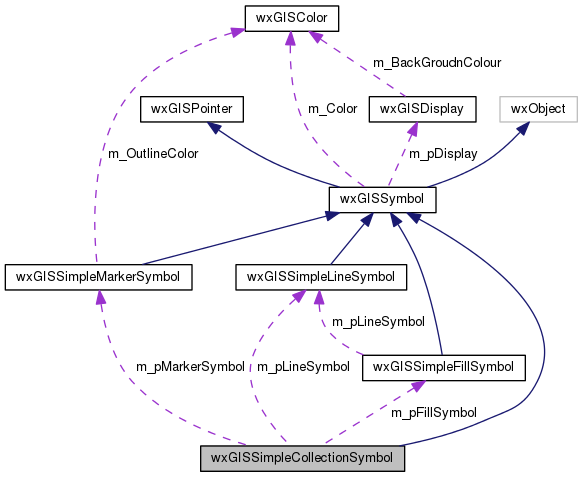 wxGISColor
m_BackGroudnColour
wxGISPointer
m_Color
wxGISDisplay
wxObject
m_OutlineColor
m_pDisplay
wxGISSymbol
wxGISSimpleMarkerSymbol
wxGISSimpleLineSymbol
m_pLineSymbol
m_pMarkerSymbol
m_pLineSymbol
wxGISSimpleFillSymbol
m_pFillSymbol
wxGISSimpleCollectionSymbol